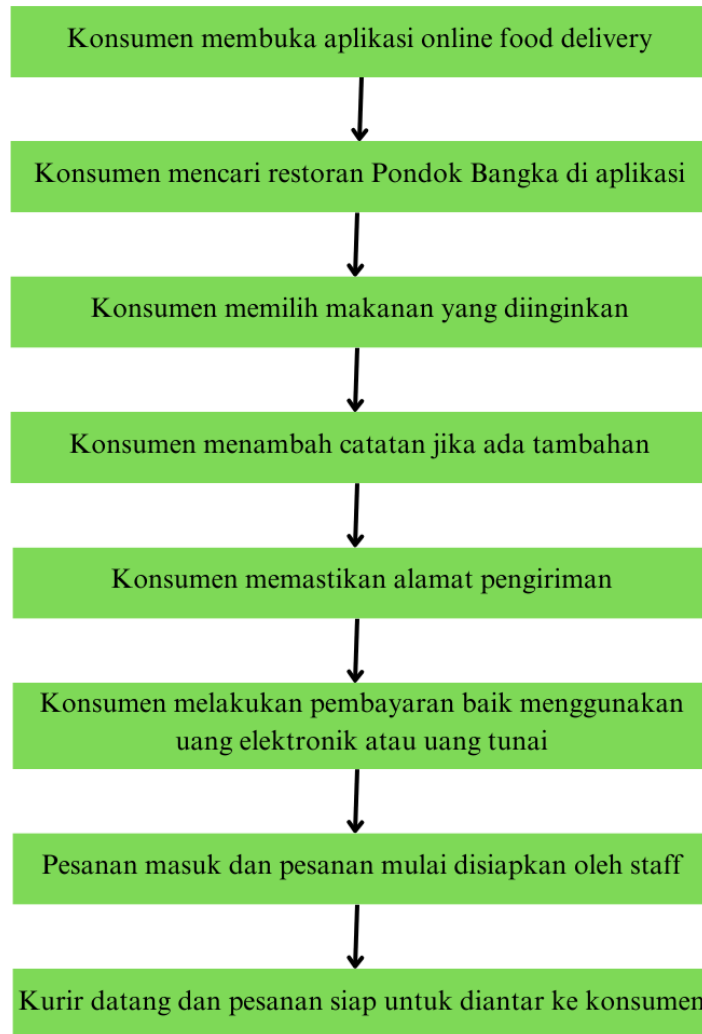 Konsumen membuka aplikasi online food delivery
Konsumen mencari restoran Pondok Bangka di aplikasi
Konsumen memilih makanan yang diinginkan
Konsumen menambah catatan jika ada tambahan
Konsumen memastikan alamat pengiriman
Konsumen melakukan pembayaran baik menggunakan
uang elektronik atau uang tunai
Pesanan masuk dan pesanan mulai disiapkan oleh staff
Kurir datang dan pesanan siap untuk diantar ke konsumen